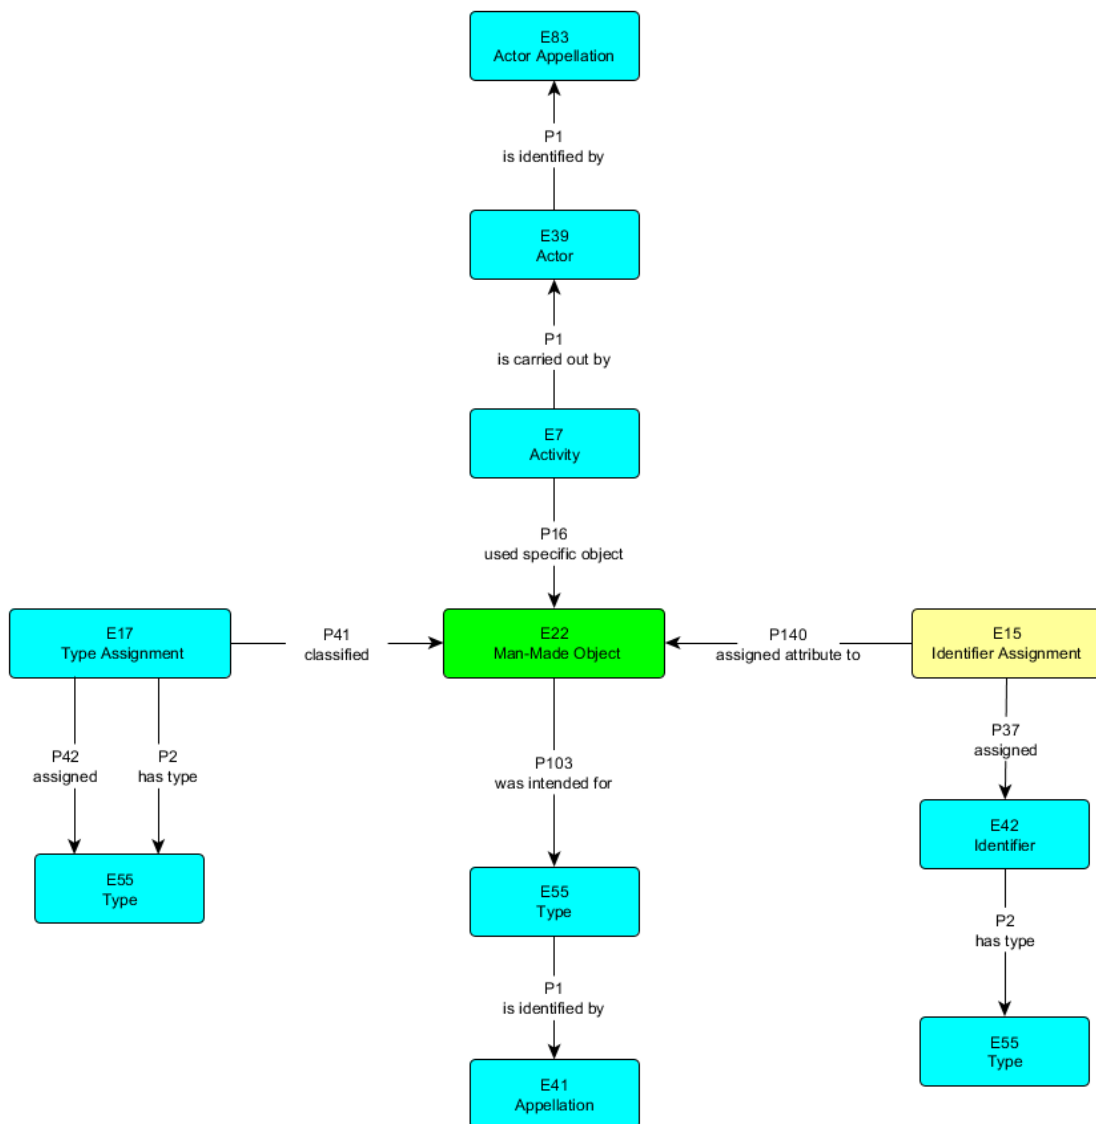 E83
Actor Appellation
P1
is identified by
E39
Actor
P1
is carried out by
E7
Activity
P16
used specific object
E17
Type Assignment
P41
classified
E22
Man-Made Object
P140
assigned attribute to
E15
Identifier Assignment
P42
assigned
P2
has type
P103
was intended for
P37
assigned
E55
Type
E55
Type
E42
Identifier
P1
is identified by
P2
has type
E41
Appellation
E55
Type